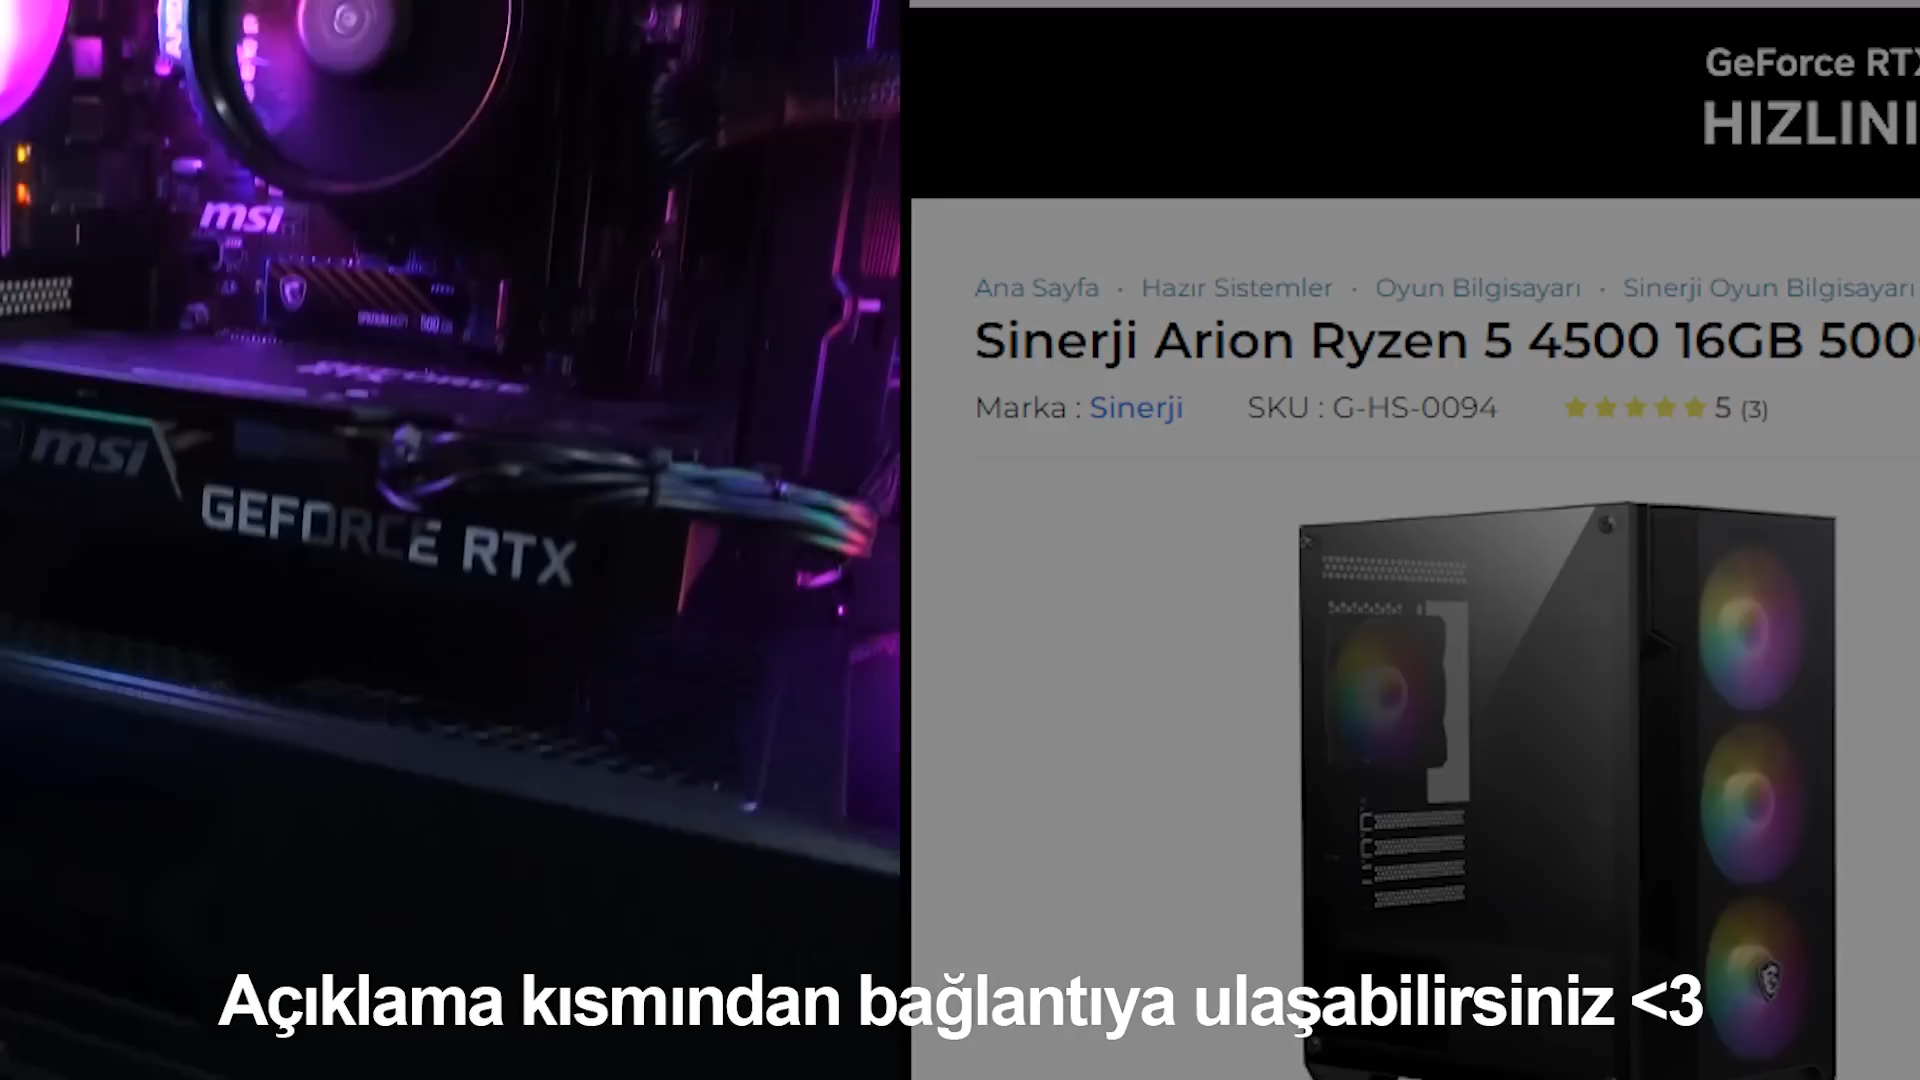 msi
msi
GEFORCE RTX
GeForce RTX
HIZLINI
Ana Sayfa · Hazır Sistemler · Oyun Bilgisayarı · Sinerji Oyun Bilgisayarı
Sinerji Arion Ryzen 5 4500 16GB 500
Marka : Sinerji SKU : G-HS-0094 5 (3)
Açıklama kısmından bağlantıya ulaşabilirsiniz <3